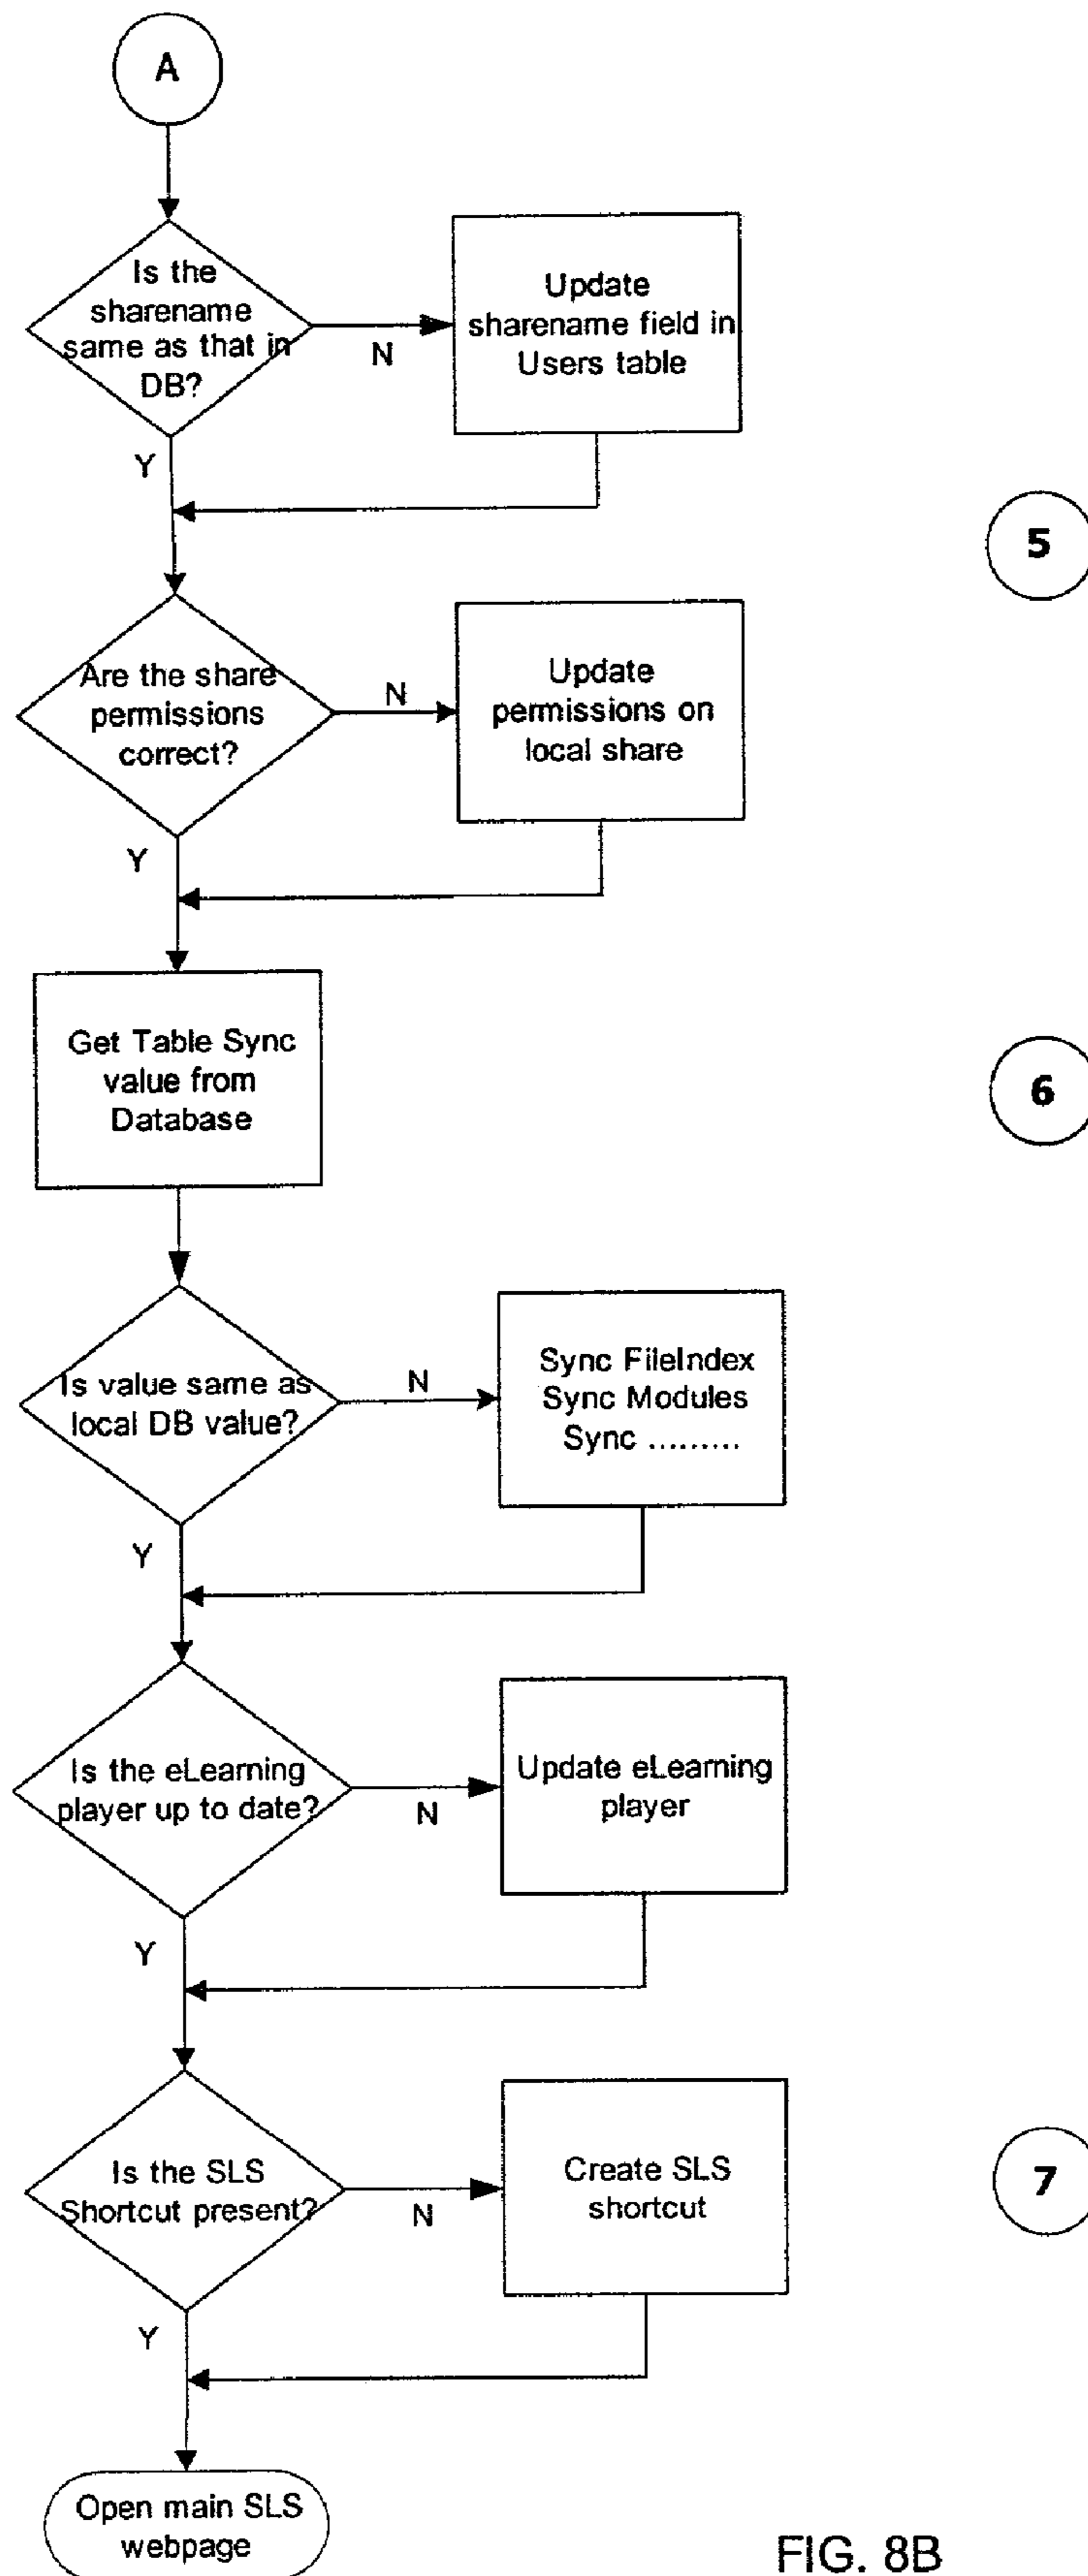 A
Is the
sharename
same as that in
DB?
N
Update
sharename field in
Users table
Y
5
Are the share
permissions
correct?
N
Update
permissions on
local share
Y
Get Table Sync
value from
Database
6
Is value same as
local DB value?
N
Sync FileIndex
Sync Modules
Sync .........
Y
Is the eLearning
player up to date?
N
Update eLearning
player
Y
Is the SLS
Shortcut present?
N
Create SLS
shortcut
7
Y
Open main SLS
webpage
FIG. 8B